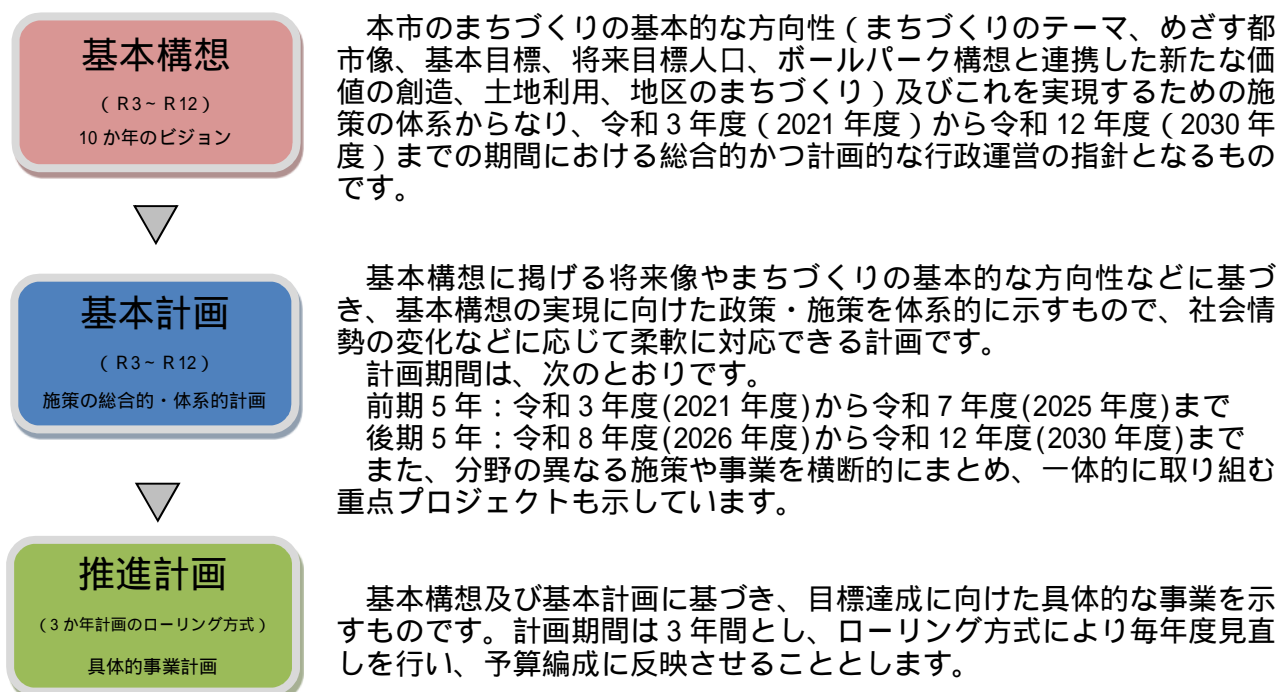 基本構想
（R3～R12）
10か年のビジョン
本市のまちづくりの基本的な方向性（まちづくりのテーマ、めざす都
市像、基本目標、将来目標人口、ボールパーク構想と連携した新たな価
値の創造、土地利用、地区のまちづくり）及びこれを実現するための施
策の体系からなり、令和3年度（2021年度）から令和12年度（2030年
度）までの期間における総合的かつ計画的な行政運営の指針となるもの
です。
基本計画
（R3～R12）
施策の総合的・体系的計画
基本構想に掲げる将来像やまちづくりの基本的な方向性などに基づ
き、基本構想の実現に向けた政策・施策を体系的に示すもので、社会情
勢の変化などに応じて柔軟に対応できる計画です。
計画期間は、次のとおりです。
前期5年：令和3年度(2021年度)から令和7年度(2025年度)まで
後期5年：令和8年度(2026年度)から令和12年度(2030年度)まで
また、分野の異なる施策や事業を横断的にまとめ、一体的に取り組む
重点プロジェクトも示しています。
推進計画
（3か年計画のローリング方式）
具体的事業計画
基本構想及び基本計画に基づき、目標達成に向けた具体的な事業を示
すものです。計画期間は3年間とし、ローリング方式により毎年度見直
しを行い、予算編成に反映させることとします。